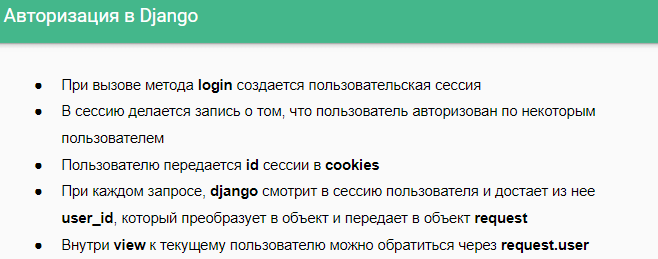 Авторизация в Django
● При вызове метода login создается пользовательская сессия
● В сессию делается запись о том, что пользователь авторизован по некоторым
пользователем
● Пользователю передается id сессии в cookies
● При каждом запросе, django смотрит в сессию пользователя и достает из нее
user_id, который преобразует в объект и передает в объект request
● Внутри view к текущему пользователю можно обратиться через request.user